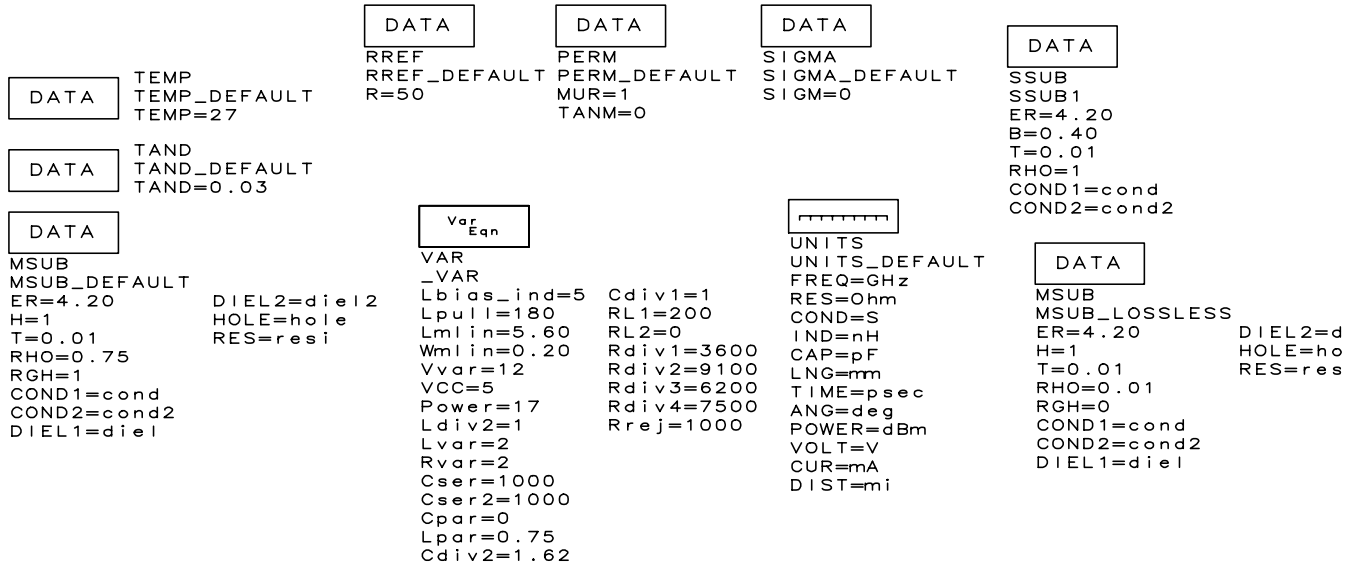 DATA
RREF
RREF_DEFAULT
R=50
DATA
PERM
PERM_DEFAULT
MUR=1
TANM=0
DATA
SIGMA
SIGMA_DEFAULT
SIGM=0
DATA
SSUB
SSUB1
ER=4.20
B=0.40
T=0.01
RHO=1
COND1=cond
COND2=cond2
DATA
TEMP
TEMP_DEFAULT
TEMP=27
DATA
TAND
TAND_DEFAULT
TAND=0.03
DATA
MSUB
MSUB_DEFAULT
ER=4.20
H=1
T=0.01
RHO=0.75
RGH=1
COND1=cond
COND2=cond2
DIEL1=diel
DIEL2=diel2
HOLE=hole
RES=resi
Var
Eqn
VAR
_VAR
Lbias_ind=5
Lpull=180
Lmlin=5.60
Wmlin=0.20
Vvar=12
VCC=5
Power=17
Ldiv2=1
Lvar=2
Rvar=2
Cser=1000
Cser2=1000
Cpar=0
Lpar=0.75
Cdiv2=1.62
Cdiv1=1
RL1=200
RL2=0
Rdiv1=3600
Rdiv2=9100
Rdiv3=6200
Rdiv4=7500
Rrej=1000
UNITS
UNITS_DEFAULT
FREQ=GHz
RES=Ohm
COND=S
IND=nH
CAP=pF
LNG=mm
TIME=psec
ANG=deg
POWER=dBm
VOLT=V
CUR=mA
DIST=mi
DATA
MSUB
MSUB_LOSSLESS
ER=4.20
H=1
T=0.01
RHO=0.01
RGH=0
COND1=cond
COND2=cond2
DIEL1=diel
DIEL2=d
HOLE=ho
RES=res